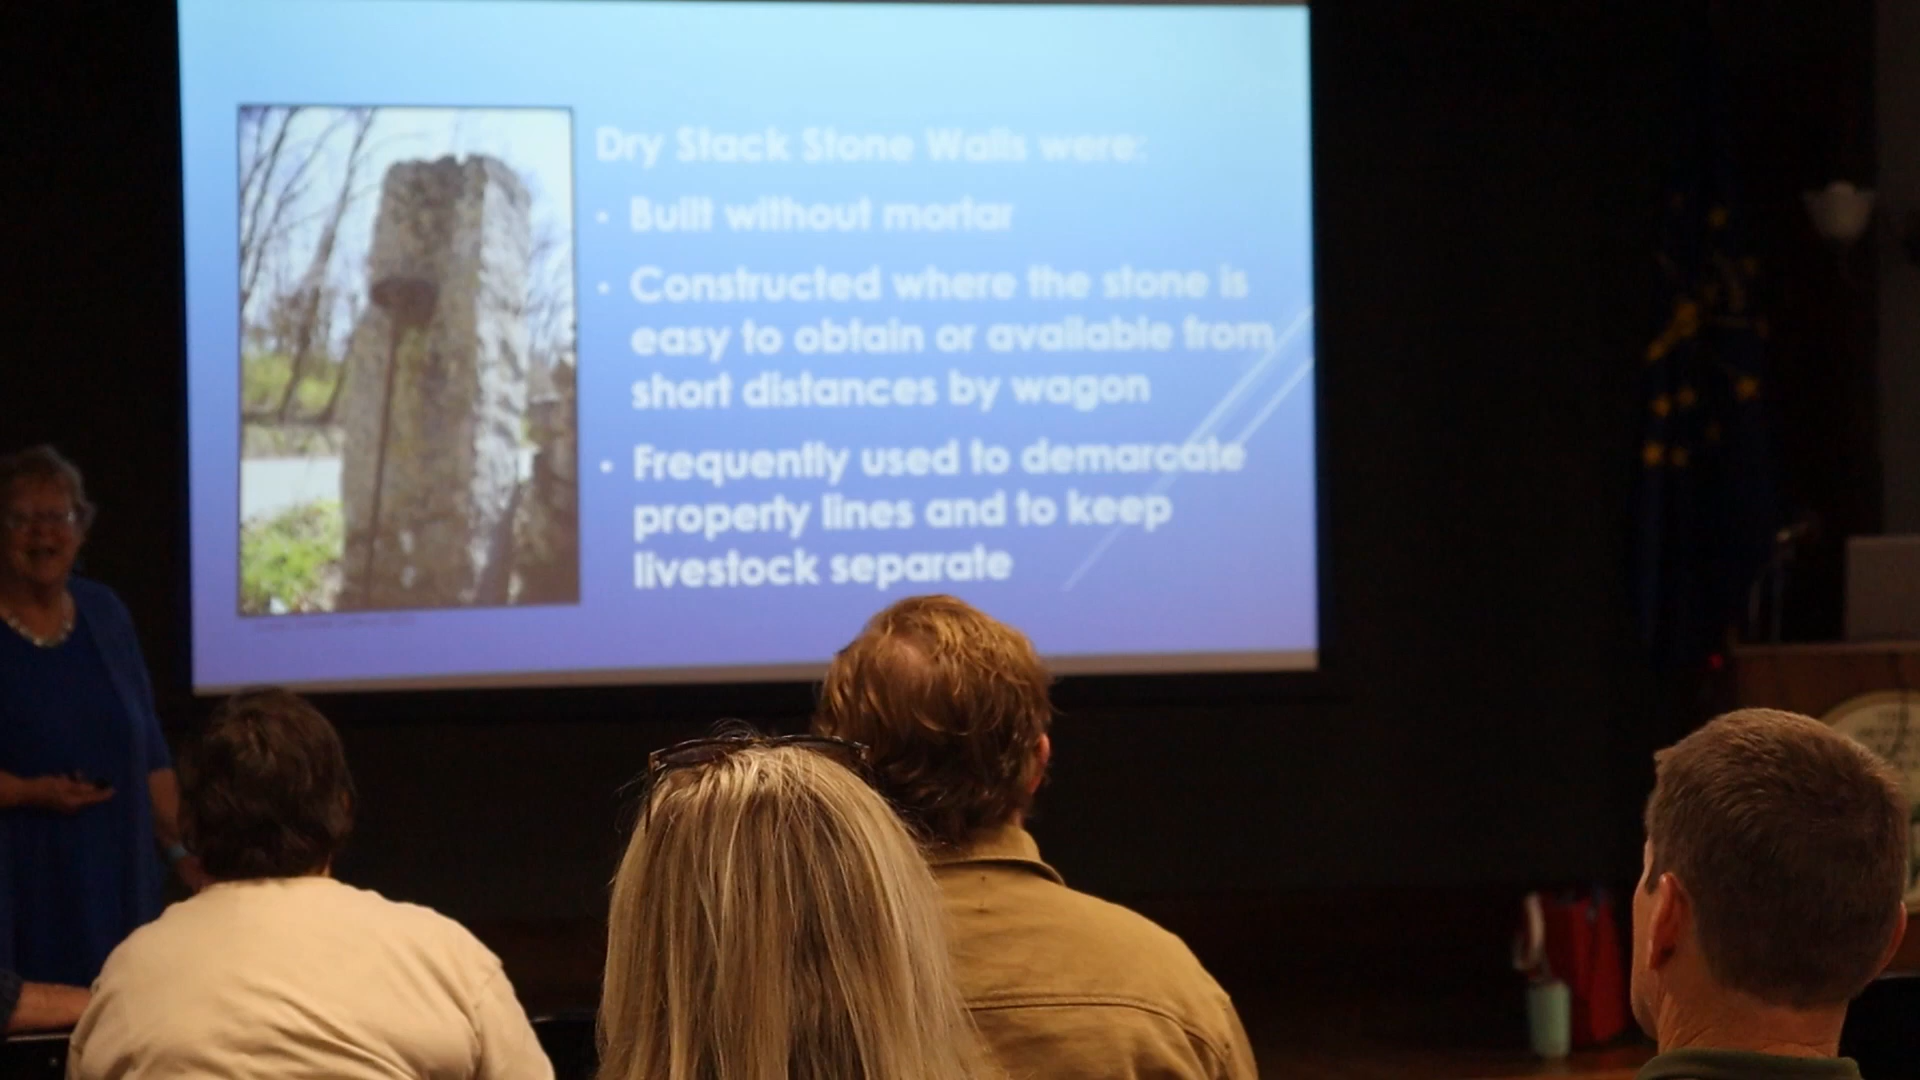 Dry Stack Stone Walls were:
• Built without mortar
• Constructed where the stone is
easy to obtain or available from
short distances by wagon
• Frequently used to demarcate
property lines and to keep
livestock separate